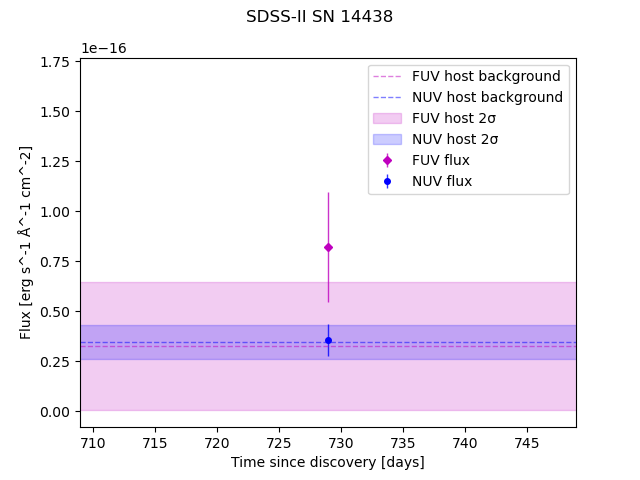 SDSS-II SN 14438
1e−16
1.75
1.50
1.25
1.00
0.75
0.50
0.25
0.00
Flux [erg s^-1 Å^-1 cm^-2]
FUV host background
NUV host background
FUV host 2σ
NUV host 2σ
FUV flux
NUV flux
710 715 720 725 730 735 740 745
Time since discovery [days]